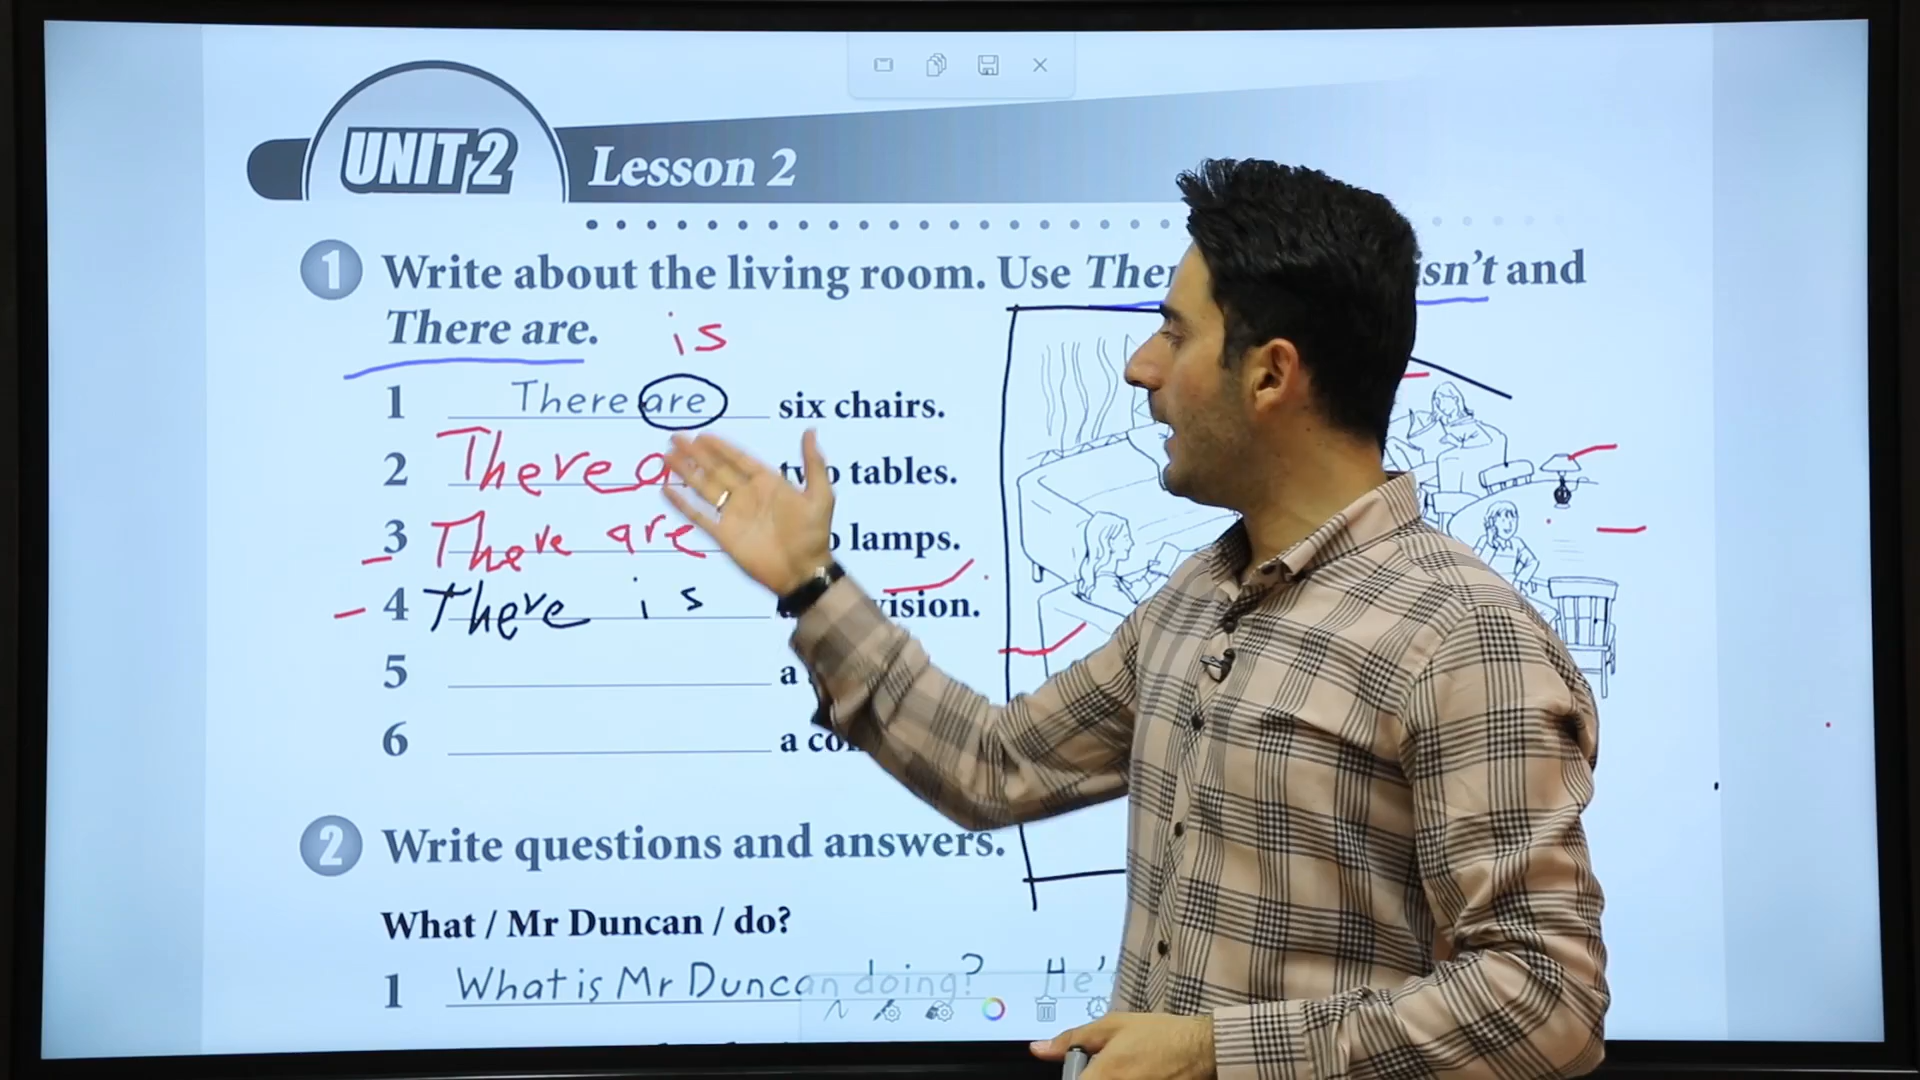 UNIT 2
Lesson 2
1 Write about the living room. Use isn't and
There are.
is
1 There are six chairs.
2 There tables.
3 There are lamps.
4 There is
5 a
6 a
2 Write questions and answers.
What / Mr Duncan / do?
1 What is Mr Duncan doing? He's